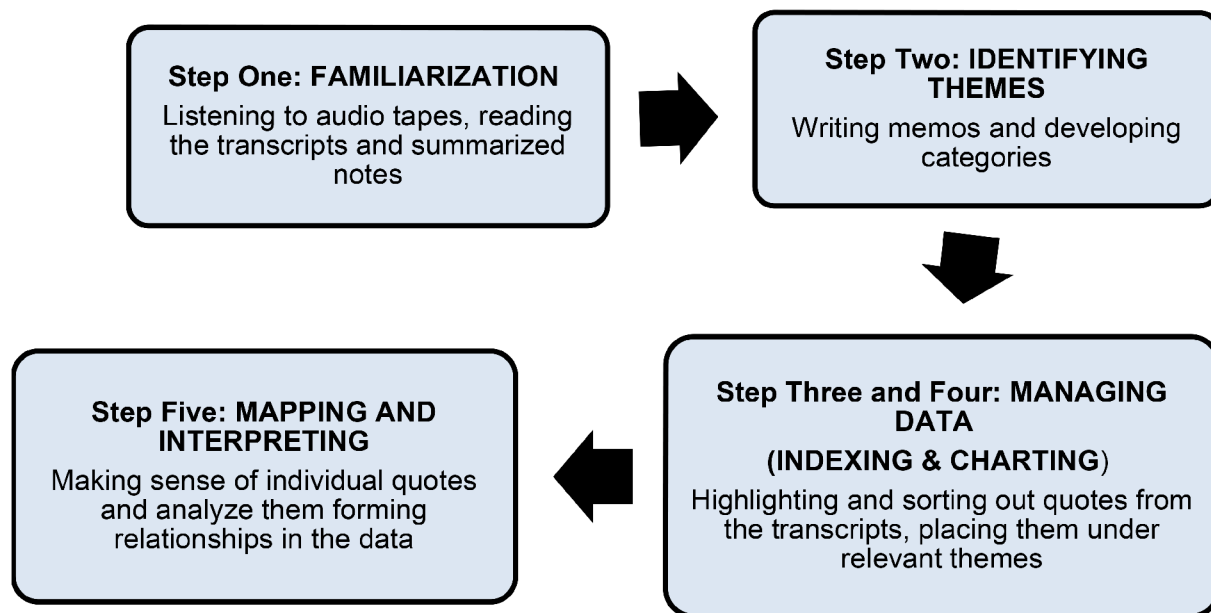 Step One: FAMILIARIZATION
Listening to audio tapes, reading
the transcripts and summarized
notes
Step Two: IDENTIFYING
THEMES
Writing memos and developing
categories
Step Three and Four: MANAGING
DATA
(INDEXING & CHARTING)
Highlighting and sorting out quotes from
the transcripts, placing them under
relevant themes
Step Five: MAPPING AND
INTERPRETING
Making sense of individual quotes
and analyze them forming
relationships in the data